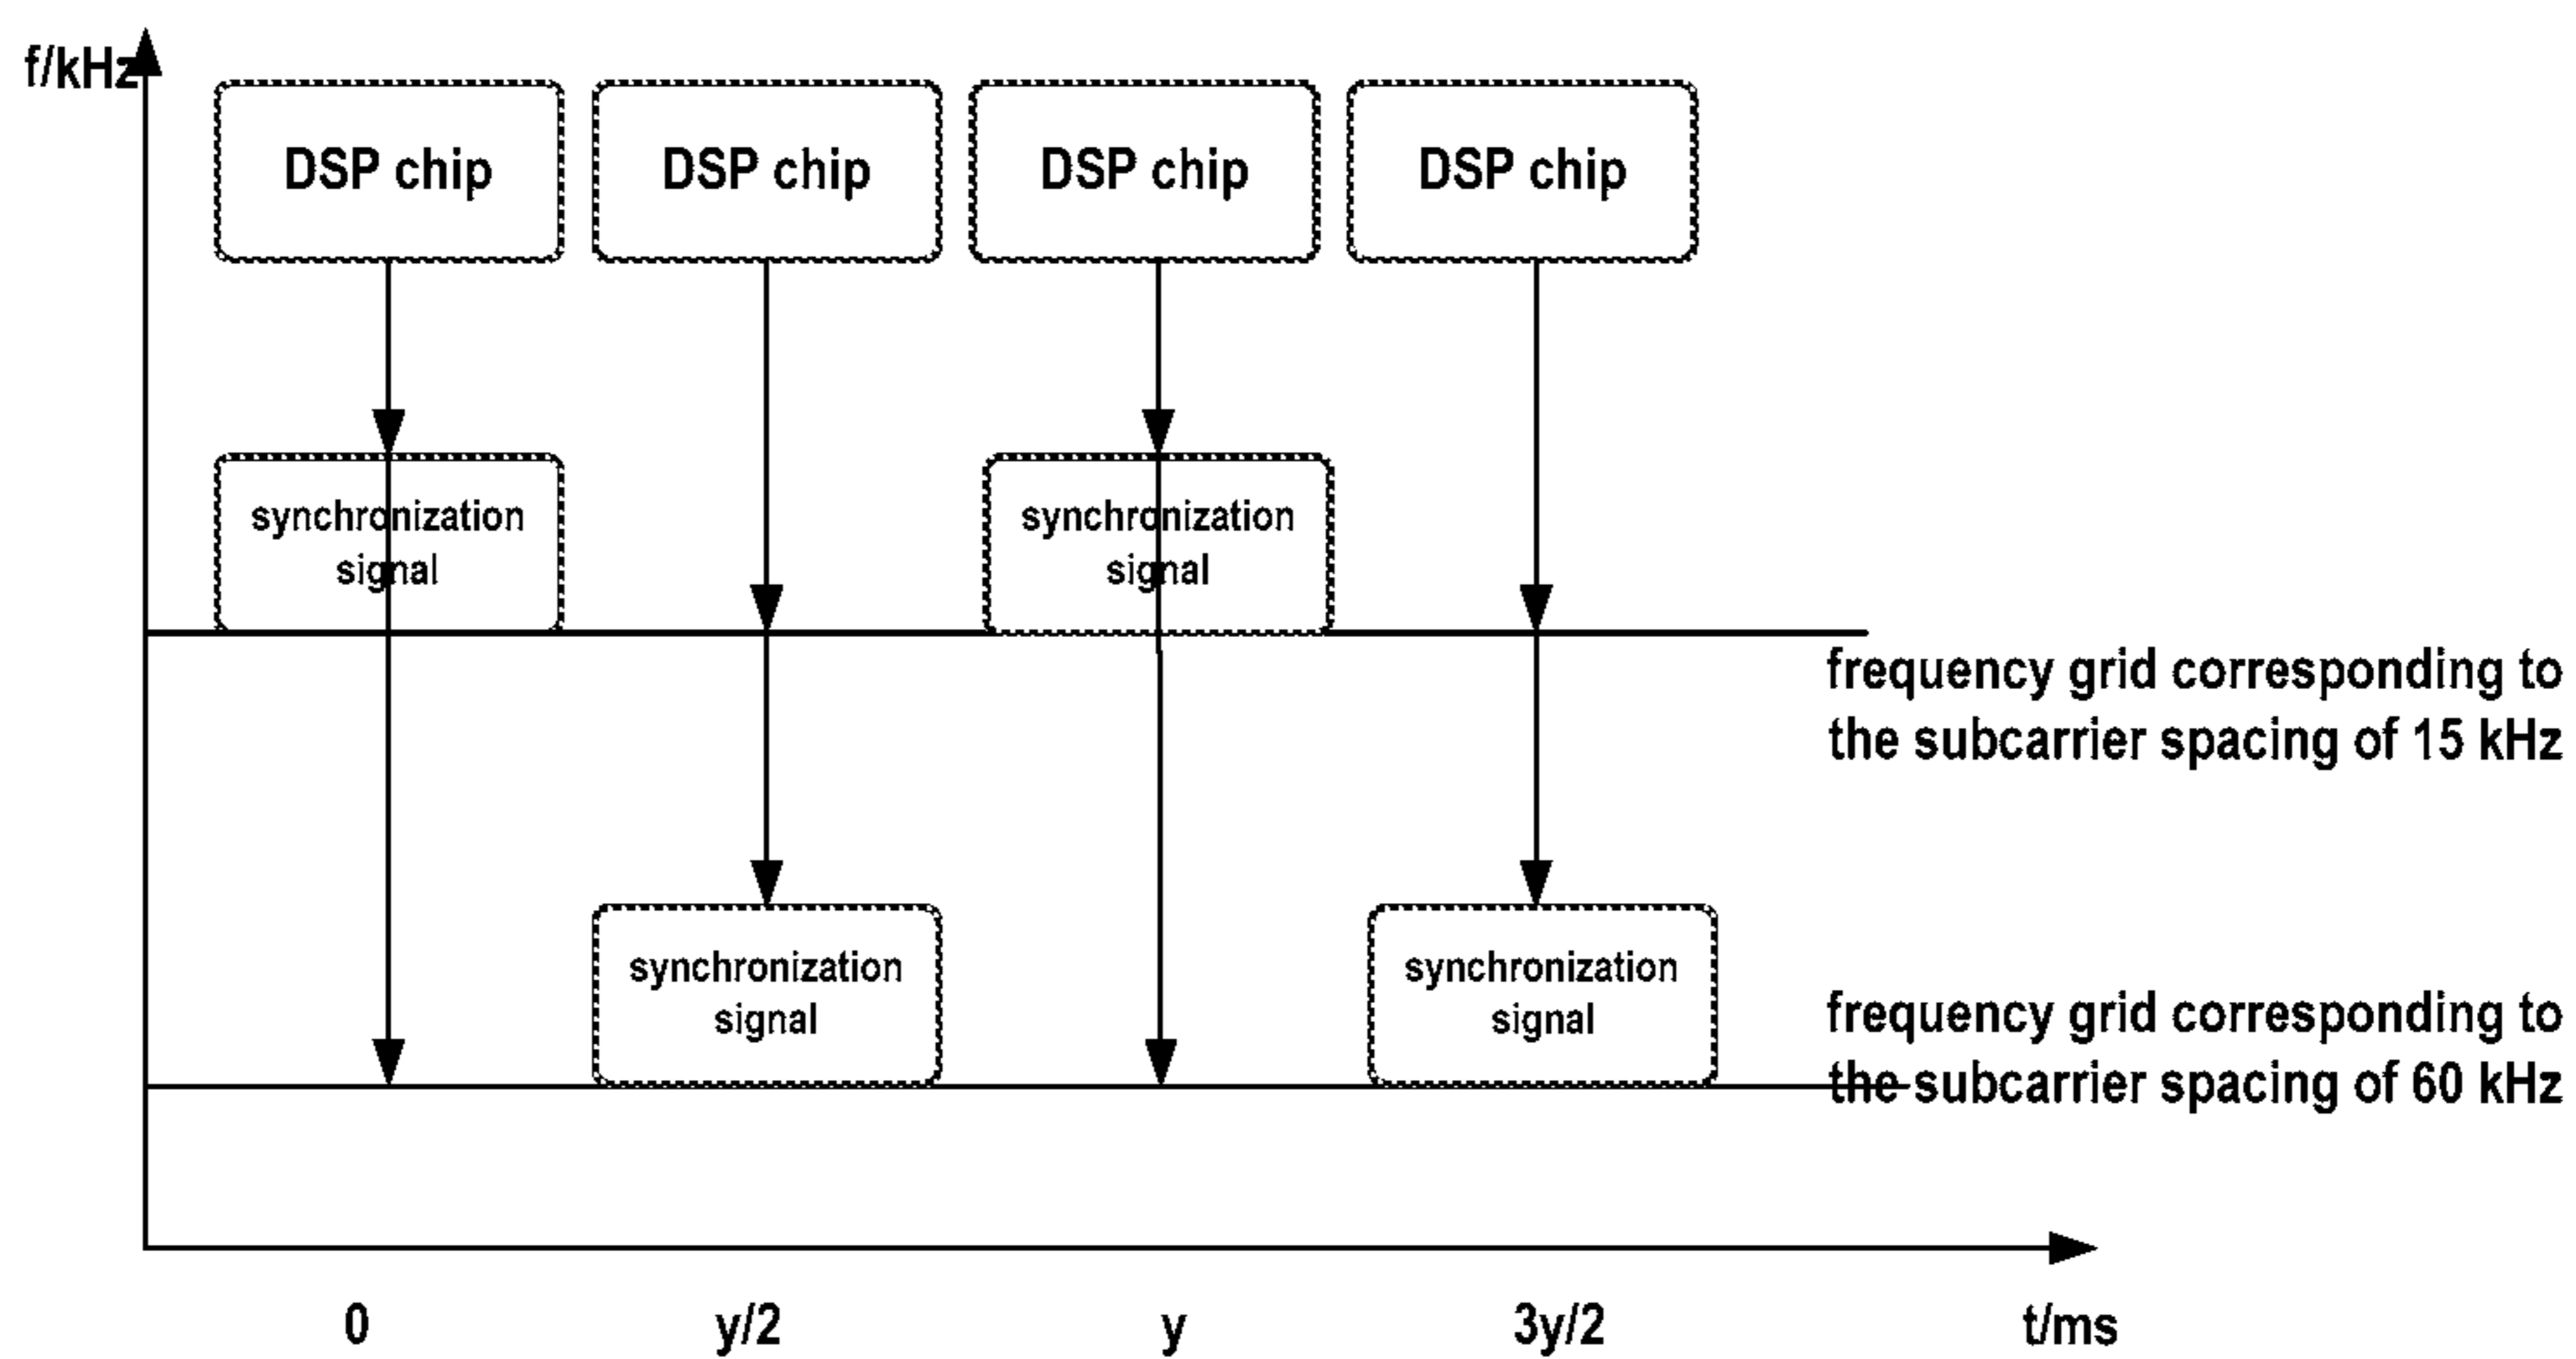 f/kHz
DSP chip
DSP chip
DSP chip
DSP chip
synchronization
signal
synchronization
signal
frequency grid corresponding to
the subcarrier spacing of 15 kHz
synchronization
signal
synchronization
signal
frequency grid corresponding to
the subcarrier spacing of 60 kHz
0
y/2
y
3y/2
t/ms